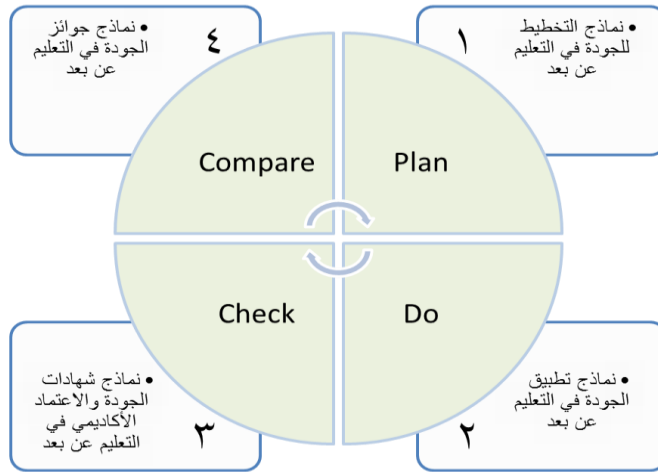 ١
• نماذج التخطيط
للجودة في التعليم
عن بعد
Plan
٢
• نماذج تطبيق
الجودة في التعليم
عن بعد
Do
٣
• نماذج شهادات
الجودة والاعتماد
الأكاديمي في
التعليم عن بعد
Check
٤
• نماذج جوائز
الجودة في التعليم
عن بعد
Compare